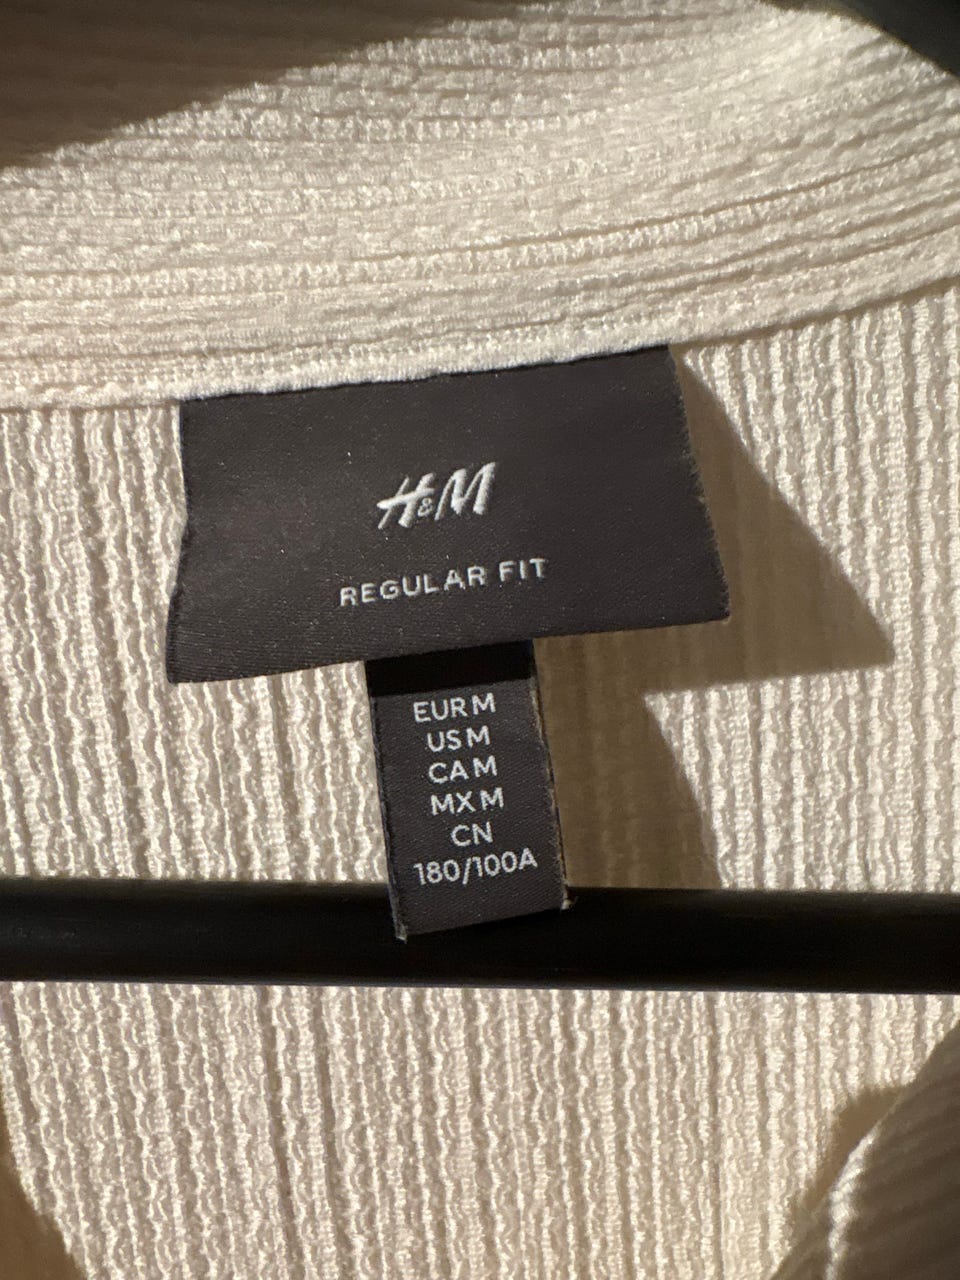 H&M
REGULAR FIT
EUR M
US M
CA M
MX M
CN
180/100A